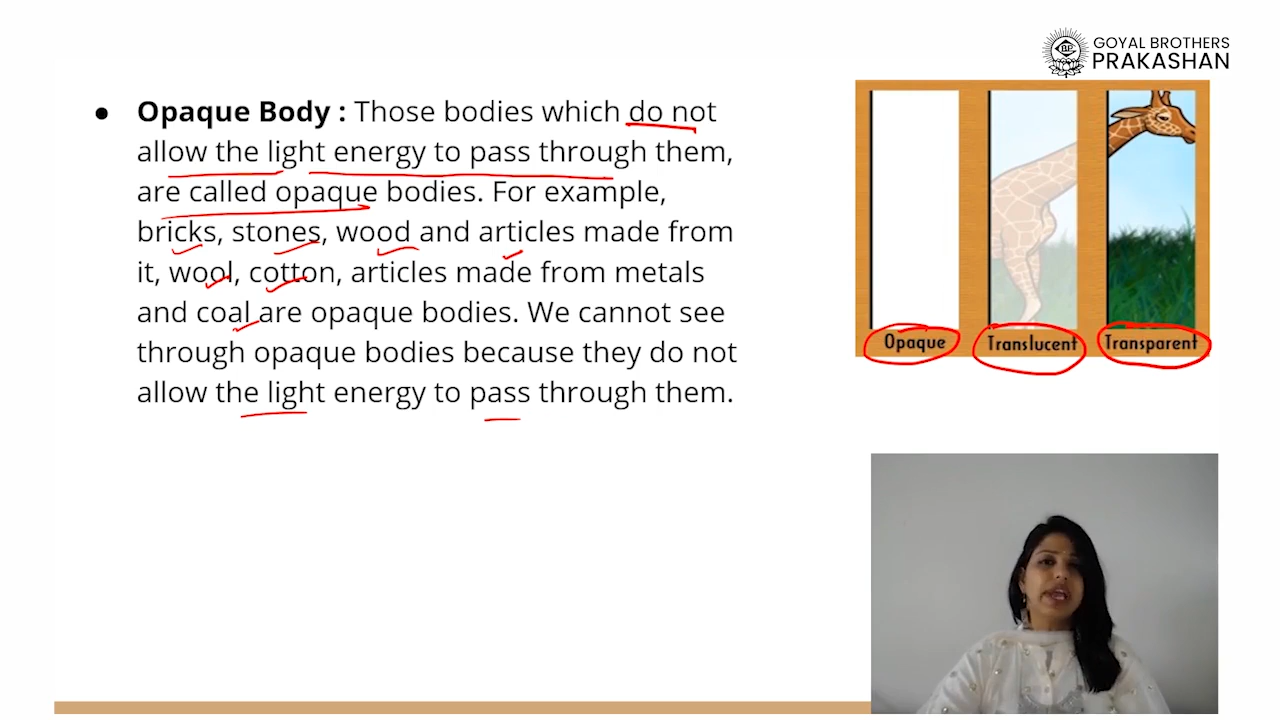 GOYAL BROTHERS
PRAKASHAN
● Opaque Body : Those bodies which do not
allow the light energy to pass through them,
are called opaque bodies. For example,
bricks, stones, wood and articles made from
it, wool, cotton, articles made from metals
and coal are opaque bodies. We cannot see
through opaque bodies because they do not
allow the light energy to pass through them.
Opaque Translucent Transparent